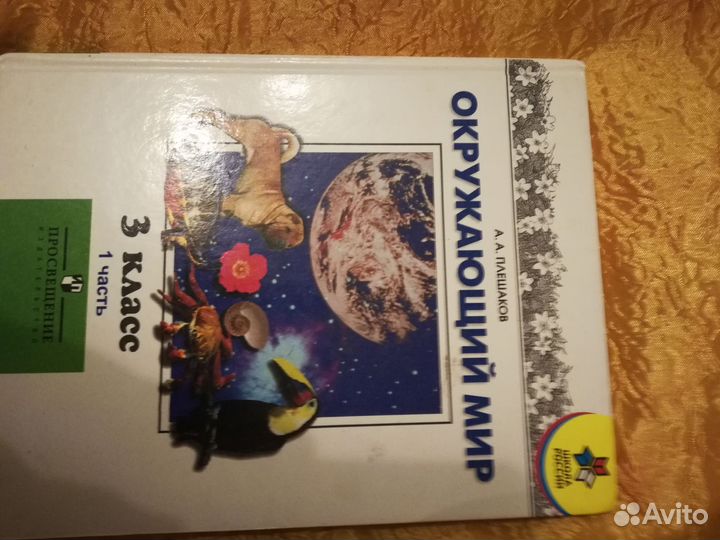 А. А. ПЛЕШАКОВ
ОКРУЖАЮЩИЙ МИР
3 класс
1 часть
ПРОСВЕЩЕНИЕ
ИЗДАТЕЛЬСТВО
ШКОЛА
РОССИИ
Avito